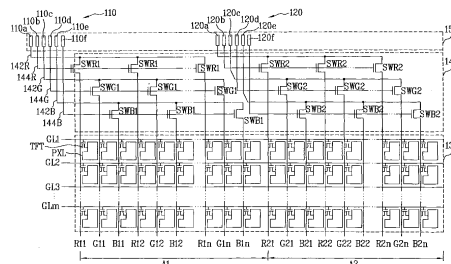 110c 110 120b 120c 120
110b 110d 120a 120d
110a 110e 120e
110f 120f
15
142R SWR1 SWR1 SWR1 SWR2 SWR2 SWR2
14
144R
142G SWG1 SWG1 SWG1 SWG2 SWG2 SWG2
144G
142B SWB1 SWB1 SWB1 SWB2 SWB2 SWB2
144B
GL1
TFT
13
PXL
GL2
GL3
GLm
R11 G11 B11 R12 G12 B12 R1n G1n B1n R21 G21 B21 R22 G22 B22 R2n G2n B2n
A1 A2